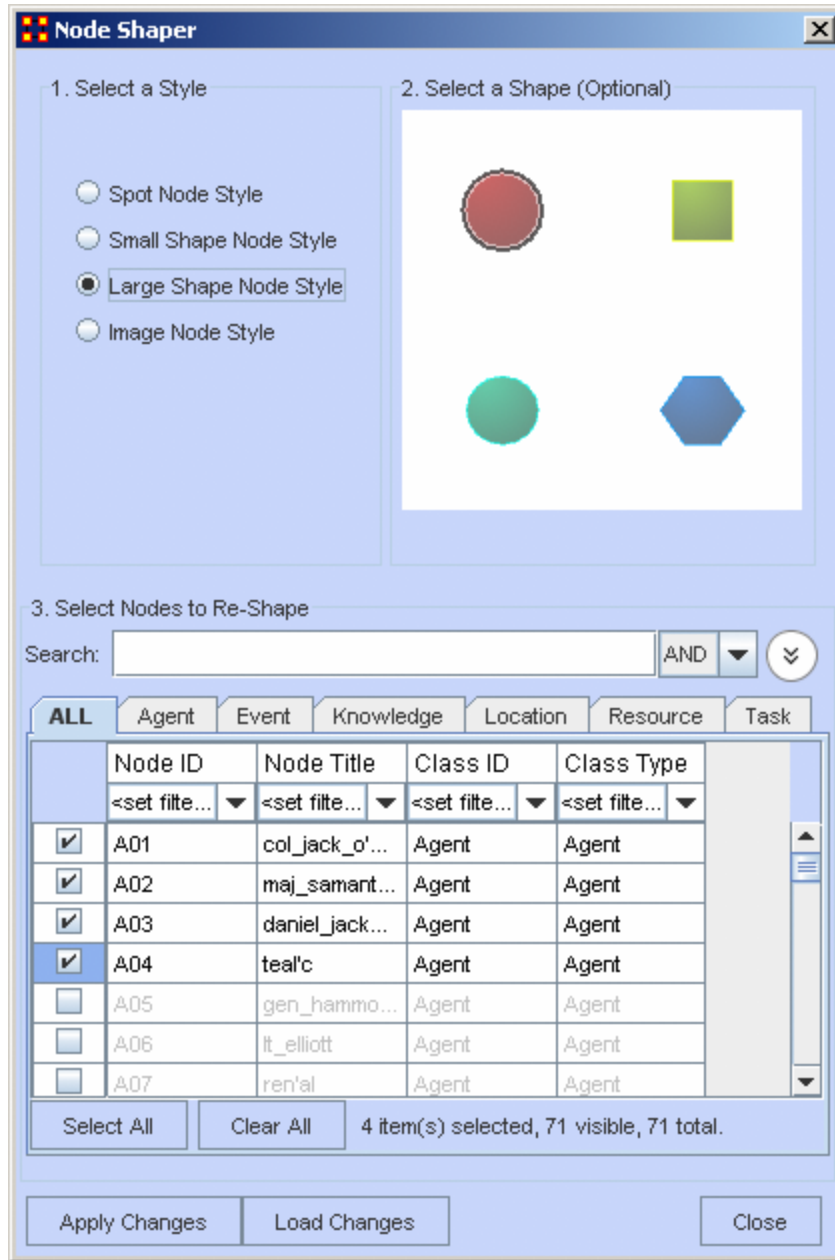 Node Shaper
1. Select a Style
2. Select a Shape (Optional)
Spot Node Style
Small Shape Node Style
Large Shape Node Style
Image Node Style
3. Select Nodes to Re-Shape
Search: AND
ALL Agent Event Knowledge Location Resource Task
Node ID Node Title Class ID Class Type
<set filte... <set filte... <set filte... <set filte...
A01 col_jack_o'... Agent Agent
A02 maj_samant... Agent Agent
A03 daniel_jack... Agent Agent
A04 teal'c Agent Agent
A05 gen_hammo... Agent Agent
A06 lt_elliott Agent Agent
A07 ren'al Agent Agent
Select All Clear All 4 item(s) selected, 71 visible, 71 total.
Apply Changes Load Changes Close